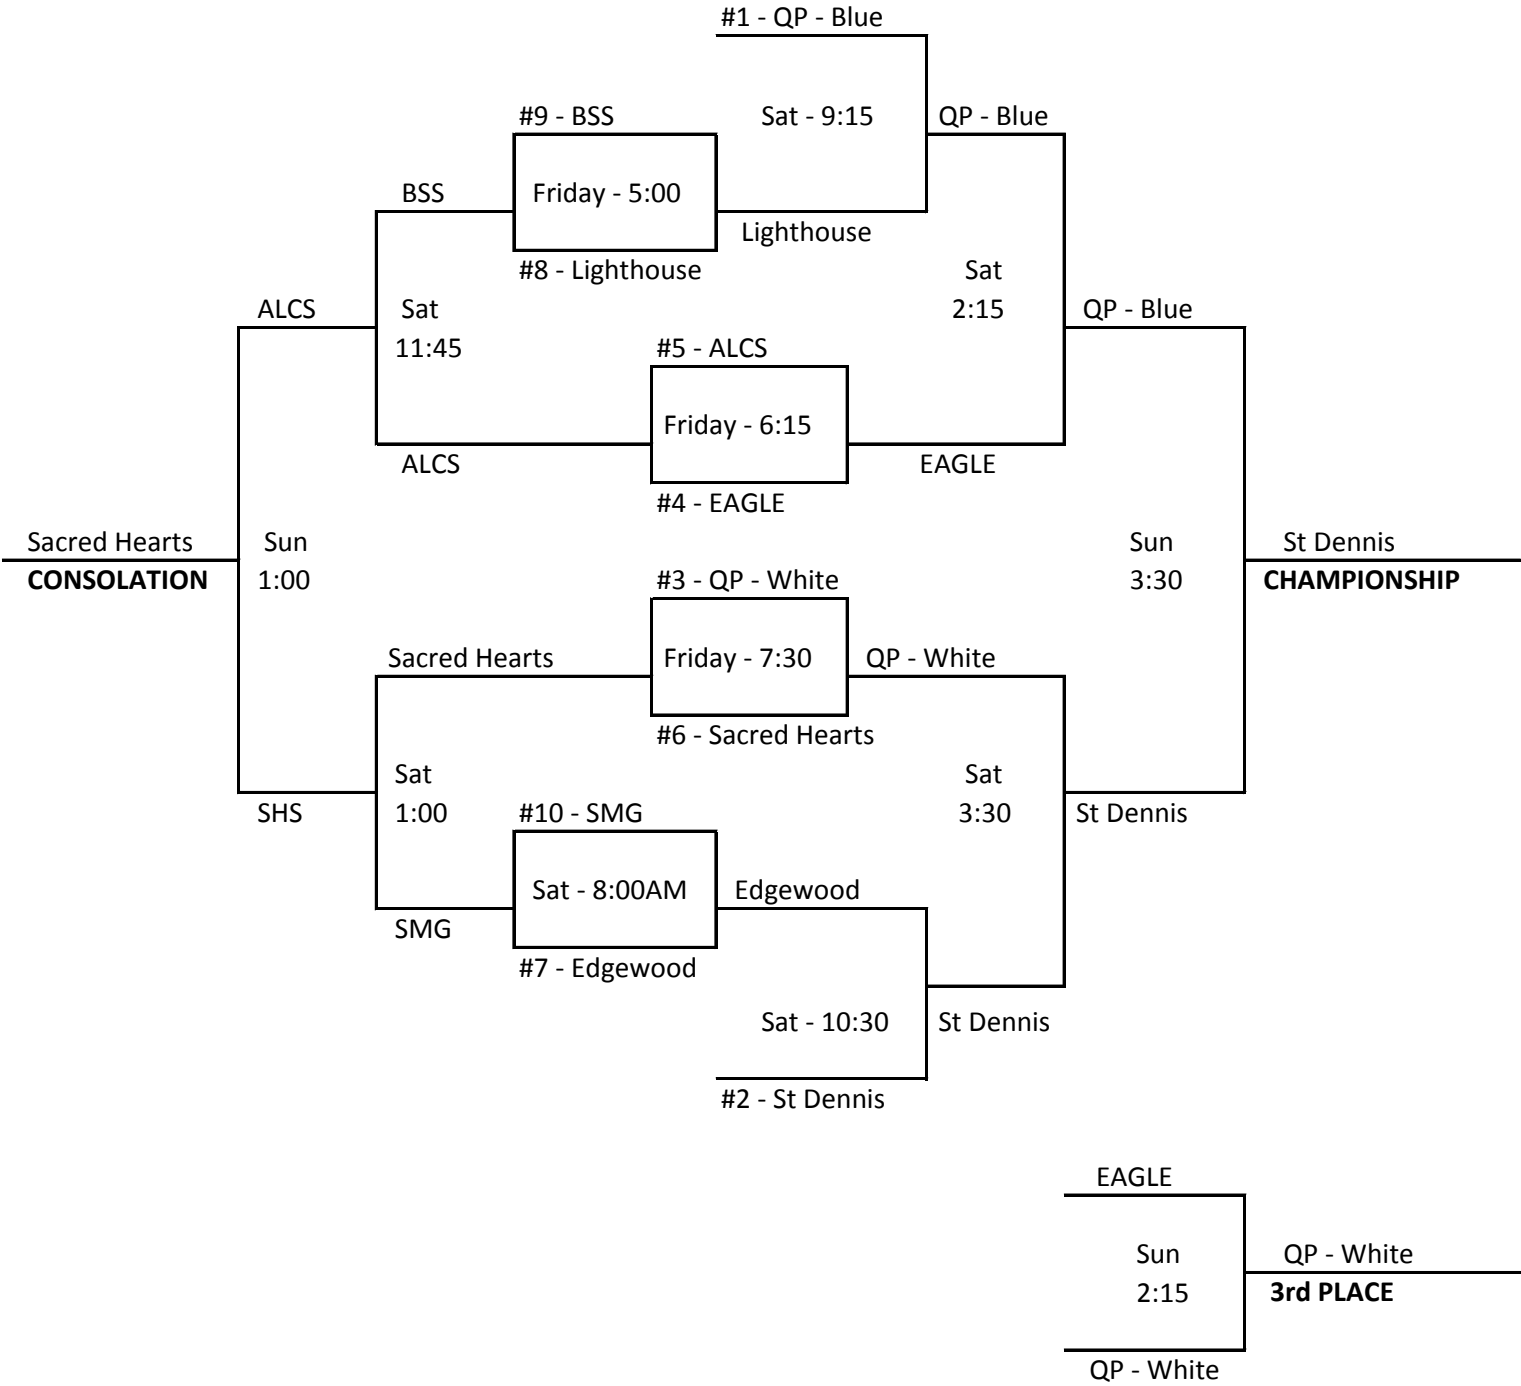 #1 - QP - Blue
#9 - BSS
Sat - 9:15
QP - Blue
BSS
Friday - 5:00
Lighthouse
#8 - Lighthouse
Sat
2:15
ALCS
Sat
11:45
QP - Blue
#5 - ALCS
Friday - 6:15
ALCS
EAGLE
#4 - EAGLE
Sacred Hearts
CONSOLATION
Sun
1:00
Sun
3:30
St Dennis
CHAMPIONSHIP
#3 - QP - White
Sacred Hearts
Friday - 7:30
QP - White
#6 - Sacred Hearts
Sat
1:00
Sat
3:30
SHS
#10 - SMG
St Dennis
Sat - 8:00AM
Edgewood
SMG
#7 - Edgewood
Sat - 10:30
St Dennis
#2 - St Dennis
EAGLE
Sun
2:15
QP - White
3rd PLACE
QP - White